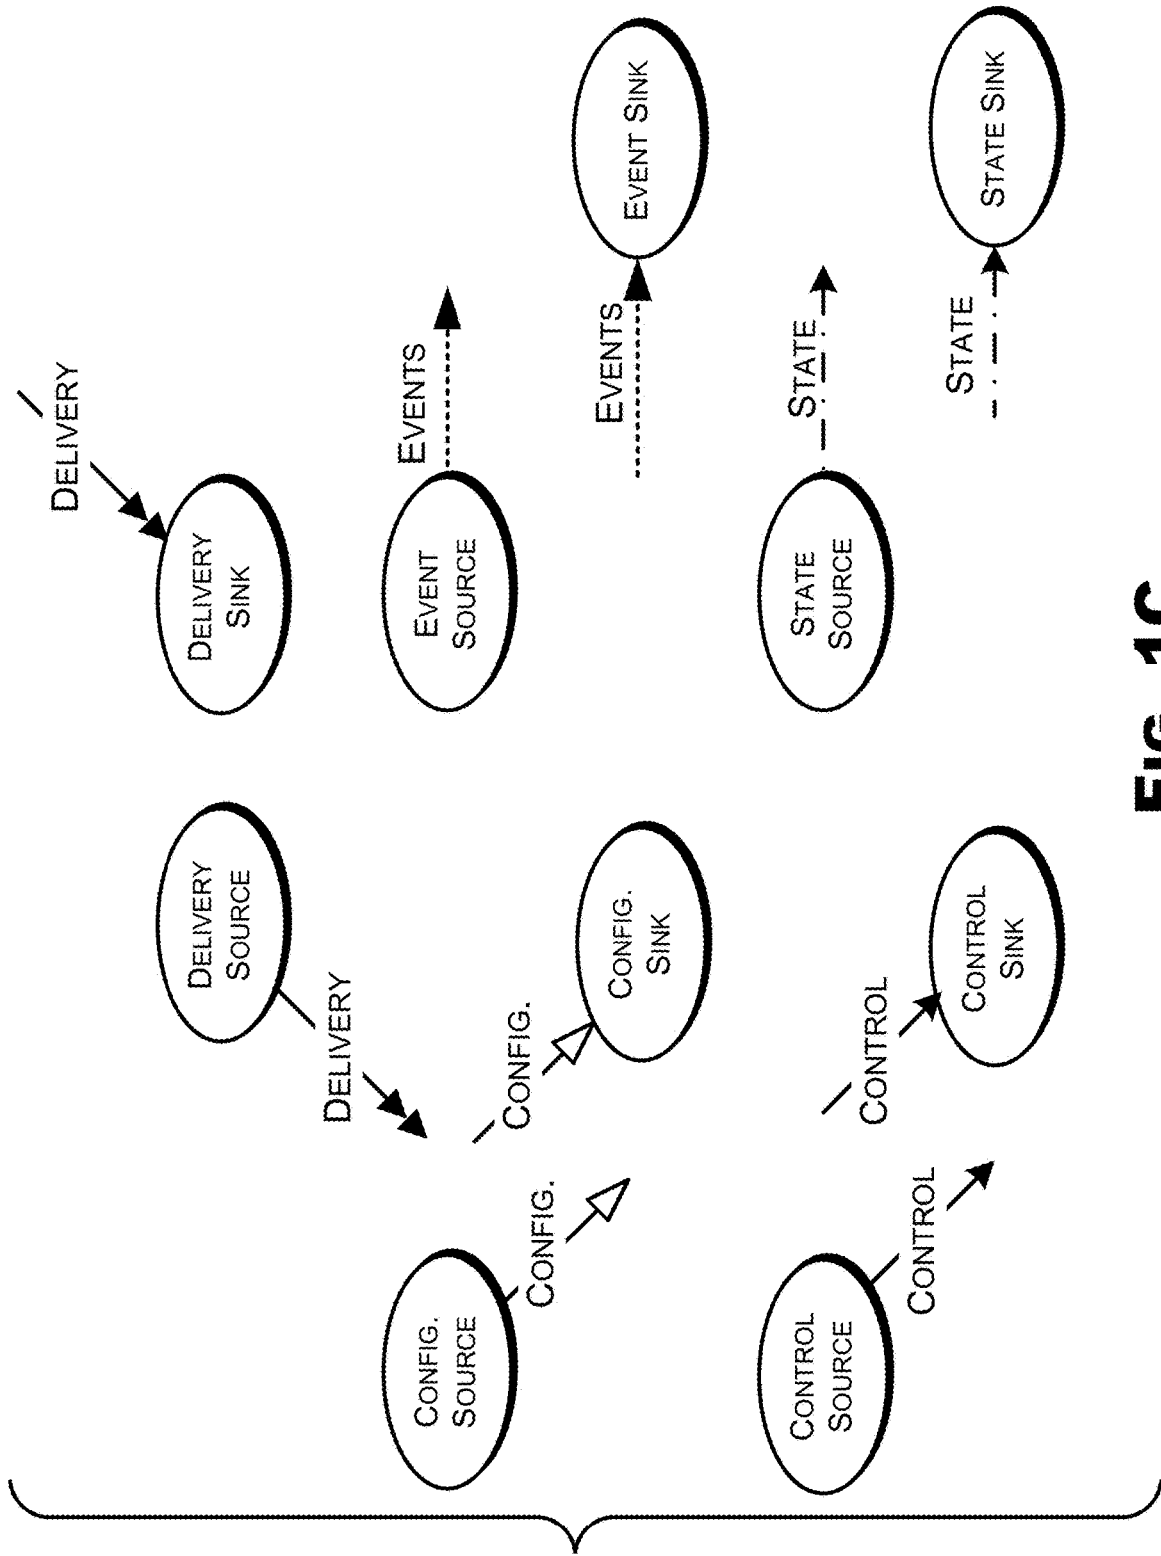 DELIVERY
DELIVERY
SOURCE
DELIVERY
SINK
DELIVERY
CONFIG.
SOURCE
EVENT
SOURCE
EVENTS
CONFIG.
CONFIG.
EVENTS
CONFIG.
SINK
EVENT SINK
CONTROL
SOURCE
STATE
SOURCE
STATE
CONTROL
CONTROL
STATE
CONTROL
SINK
STATE SINK
FIG. 1C